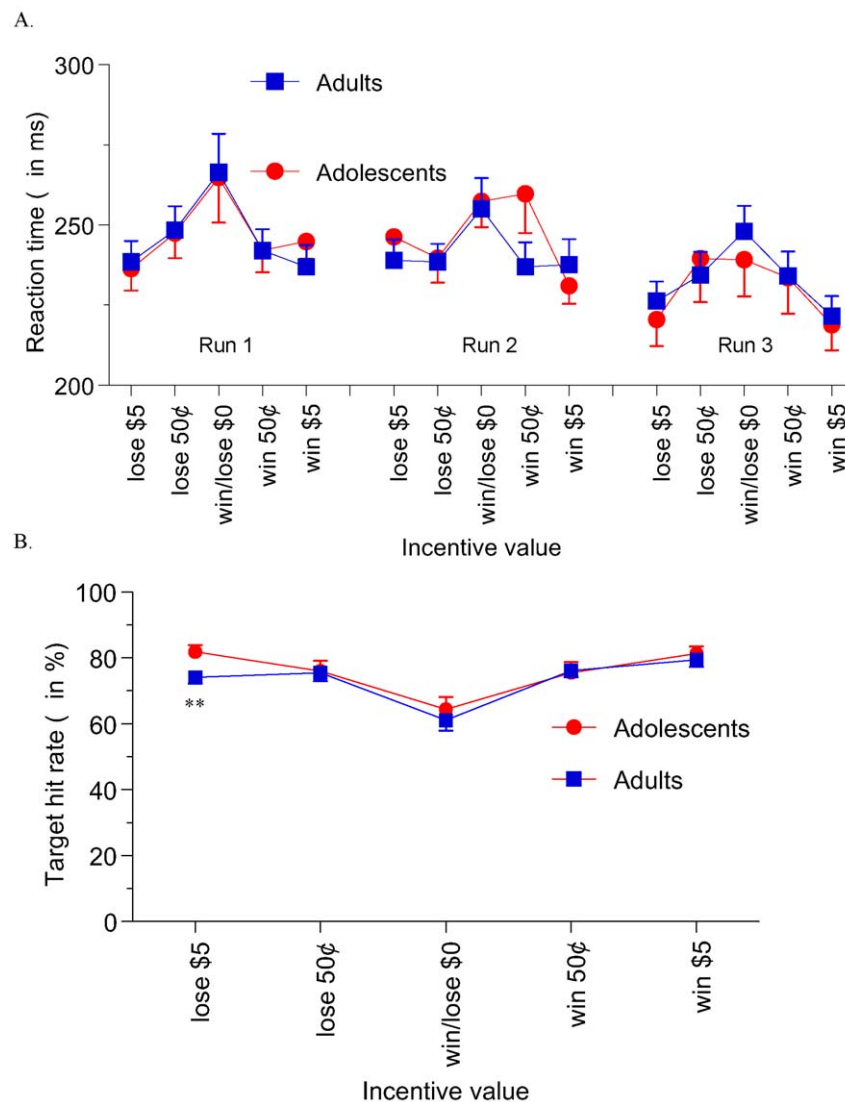 A.
300
250
200
Reaction time ( in ms)
Adults
Adolescents
Run 1
Run 2
Run 3
lose $5
lose 50¢
win/lose $0
win 50¢
win $5
lose $5
lose 50¢
win/lose $0
win 50¢
win $5
lose $5
lose 50¢
win/lose $0
win 50¢
win $5
Incentive value
B.
100
80
60
40
20
0
Target hit rate ( in %)
**
Adolescents
Adults
lose $5
lose 50¢
win/lose $0
win 50¢
win $5
Incentive value